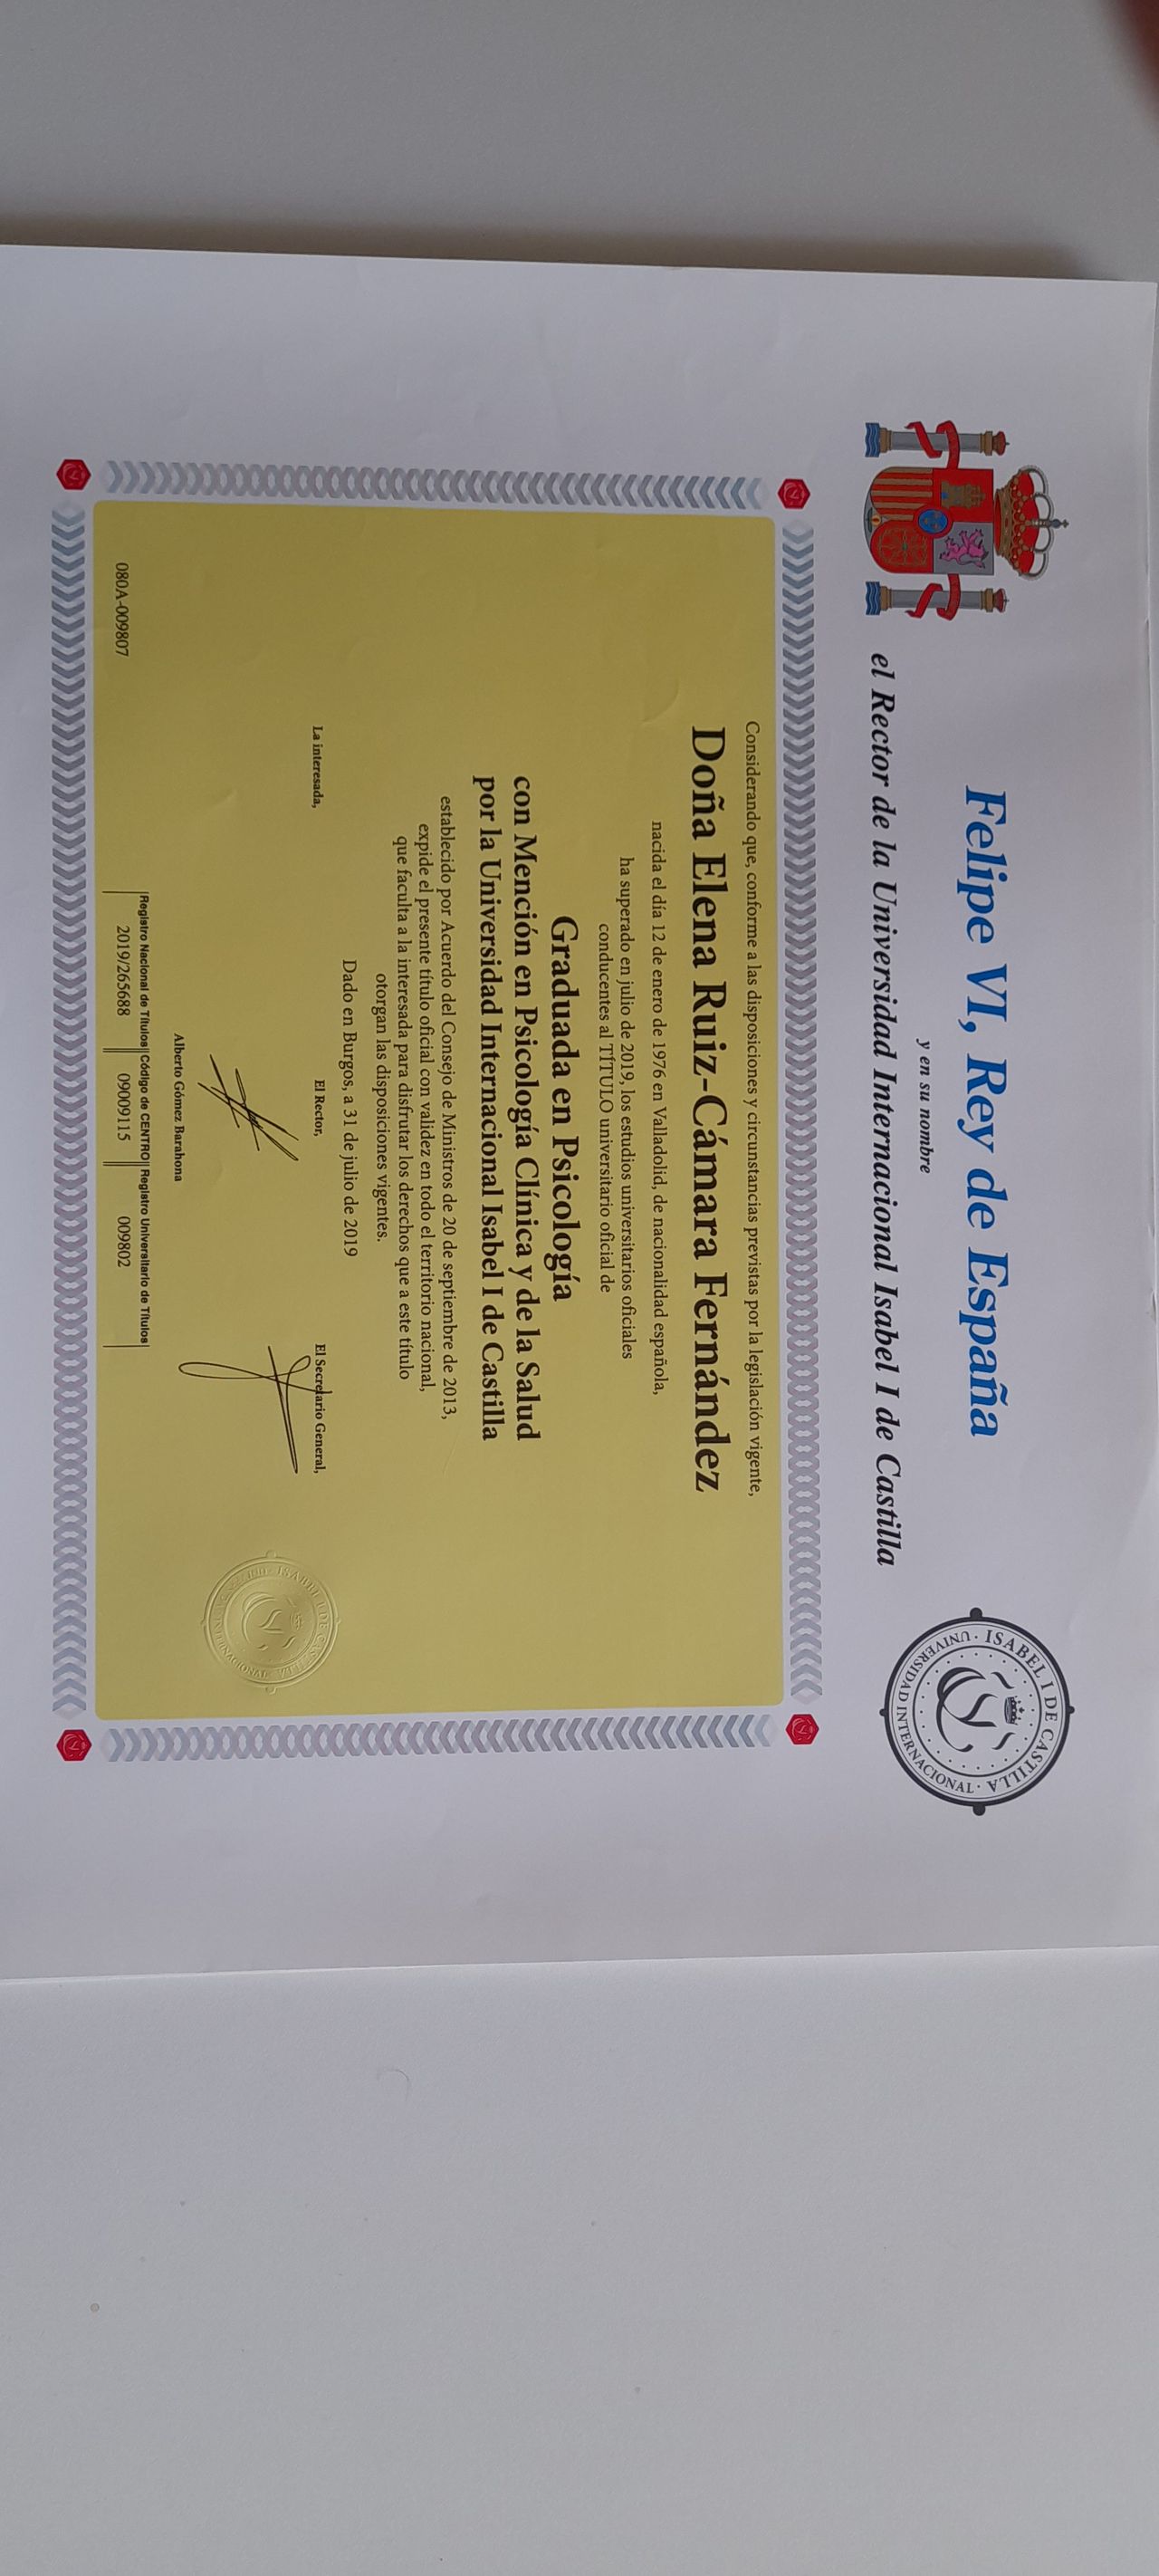 Felipe VI, Rey de España
y en su nombre
el Rector de la Universidad Internacional Isabel I de Castilla
· ISABEL I DE CASTILLA · UNIVERSIDAD INTERNACIONAL
Considerando que, conforme a las disposiciones y circunstancias previstas por la legislación vigente,
Doña Elena Ruiz-Cámara Fernández
nacida el día 12 de enero de 1976 en Valladolid, de nacionalidad española,
ha superado en julio de 2019, los estudios universitarios oficiales
conducentes al TÍTULO universitario oficial de
Graduada en Psicología
con Mención en Psicología Clínica y de la Salud
por la Universidad Internacional Isabel I de Castilla
establecido por Acuerdo del Consejo de Ministros de 20 de septiembre de 2013,
expide el presente título oficial con validez en todo el territorio nacional,
que faculta a la interesada para disfrutar los derechos que a este título
otorgan las disposiciones vigentes.
Dado en Burgos, a 31 de julio de 2019
La interesada, El Rector, El Secretario General,
Alberto Gómez Barahona
ISABEL I DE CASTILLA · UNIVERSIDAD INTERNACIONAL
Registro Nacional de Títulos Código de CENTRO Registro Universitario de Títulos
080A-009807 2019/265688 09009115 009802